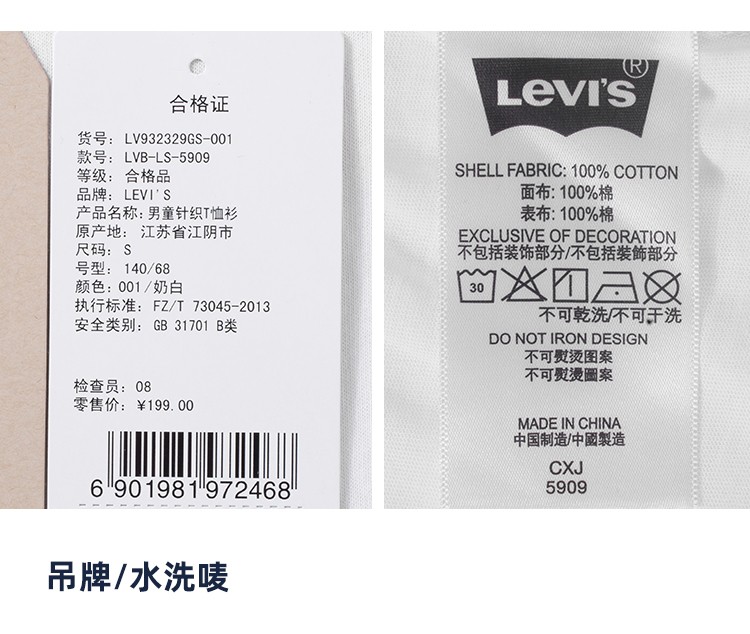 合格证
货号: LV932329GS-001
款号: LVB-LS-5909
等级: 合格品
品牌: LEVI'S
产品名称: 男童针织T恤衫
原产地: 江苏省江阴市
尺码: S
号型: 140/68
颜色: 001/奶白
执行标准: FZ/T 73045-2013
安全类别: GB 31701 B类
检查员: 08
零售价: ¥199.00
6 901981 972468
LEVI'S ®
SHELL FABRIC: 100% COTTON
面布: 100%棉
表布: 100%棉
EXCLUSIVE OF DECORATION
不包括装饰部分/不包括裝飾部分
30
不可乾洗/不可干洗
DO NOT IRON DESIGN
不可熨烫图案
不可熨燙圖案
MADE IN CHINA
中国制造/中國製造
CXJ
5909
吊牌/水洗唛